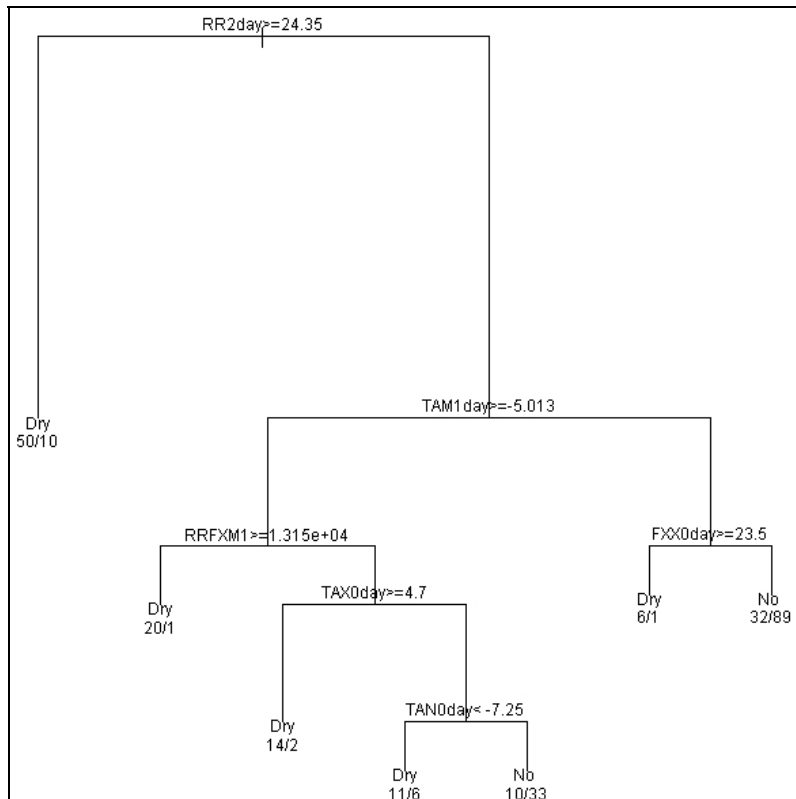 RR2day>=24.35
TAM1day>=-5.013
Dry
50/10
RRFXM1>=1.315e+04
FXX0day>=23.5
Dry
20/1
TAX0day>=4.7
Dry
6/1
No
32/89
Dry
14/2
TAN0day< -7.25
Dry
11/6
No
10/33